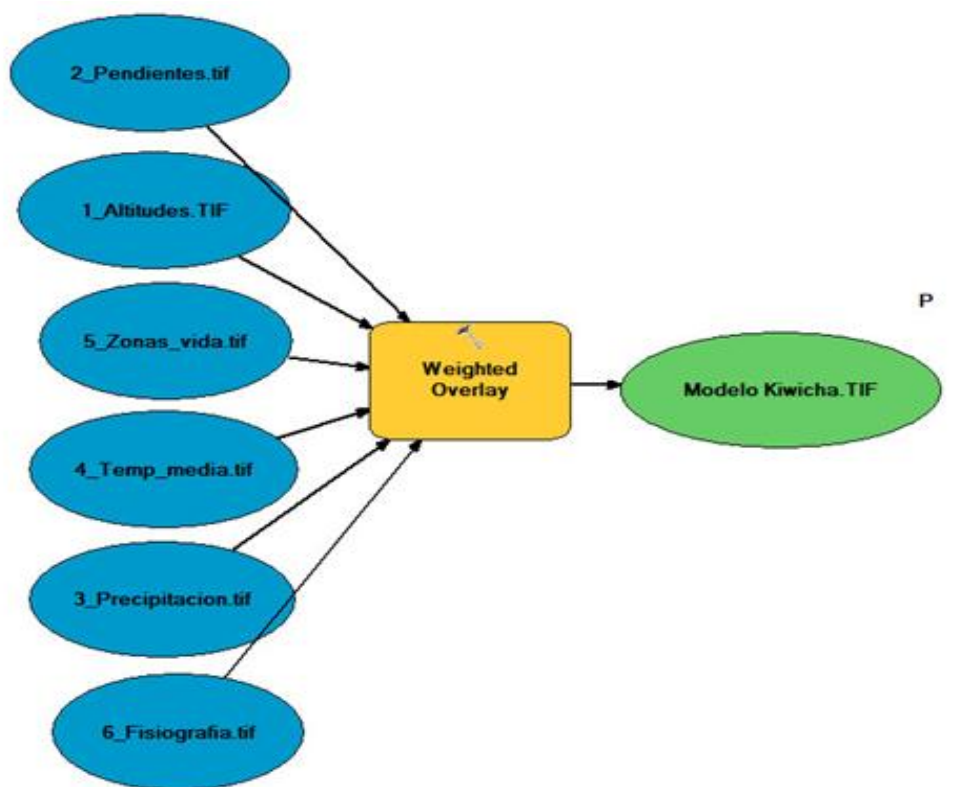 2_Pendientes.tif
1_Altitudes.TIF
5_Zonas_vida.tif
4_Temp_media.tif
3_Precipitacion.tif
6_Fisiografia.tif
Weighted
Overlay
P
Modelo Kiwicha.TIF